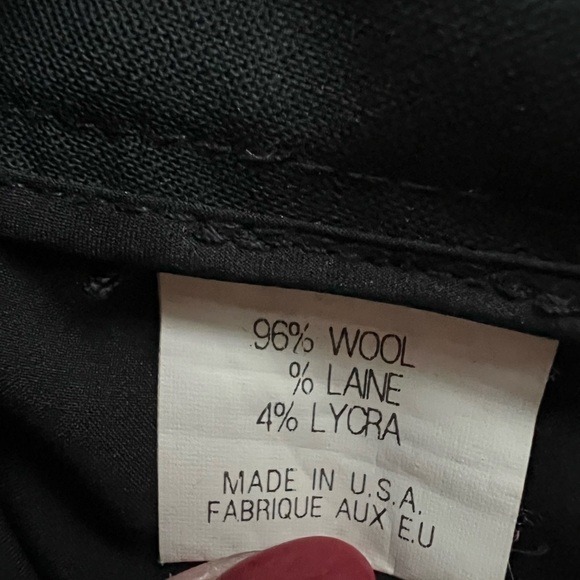 96% WOOL
% LAINE
4% LYCRA
MADE IN U.S.A.
FABRIQUE AUX E.U